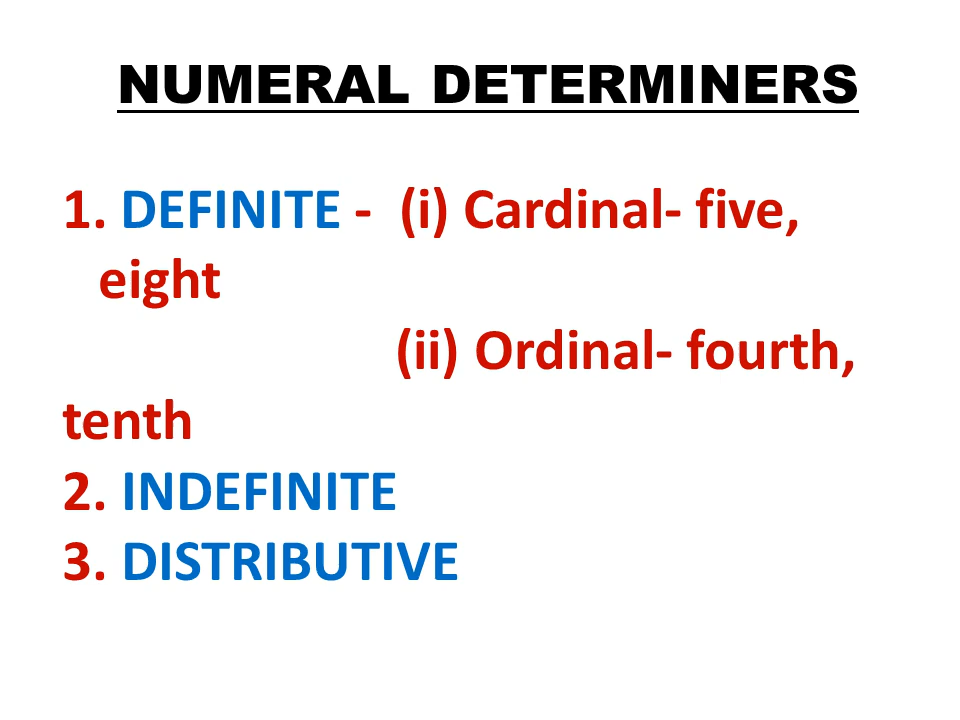 NUMERAL DETERMINERS
1. DEFINITE - (i) Cardinal- five,
eight
(ii) Ordinal- fourth,
tenth
2. INDEFINITE
3. DISTRIBUTIVE